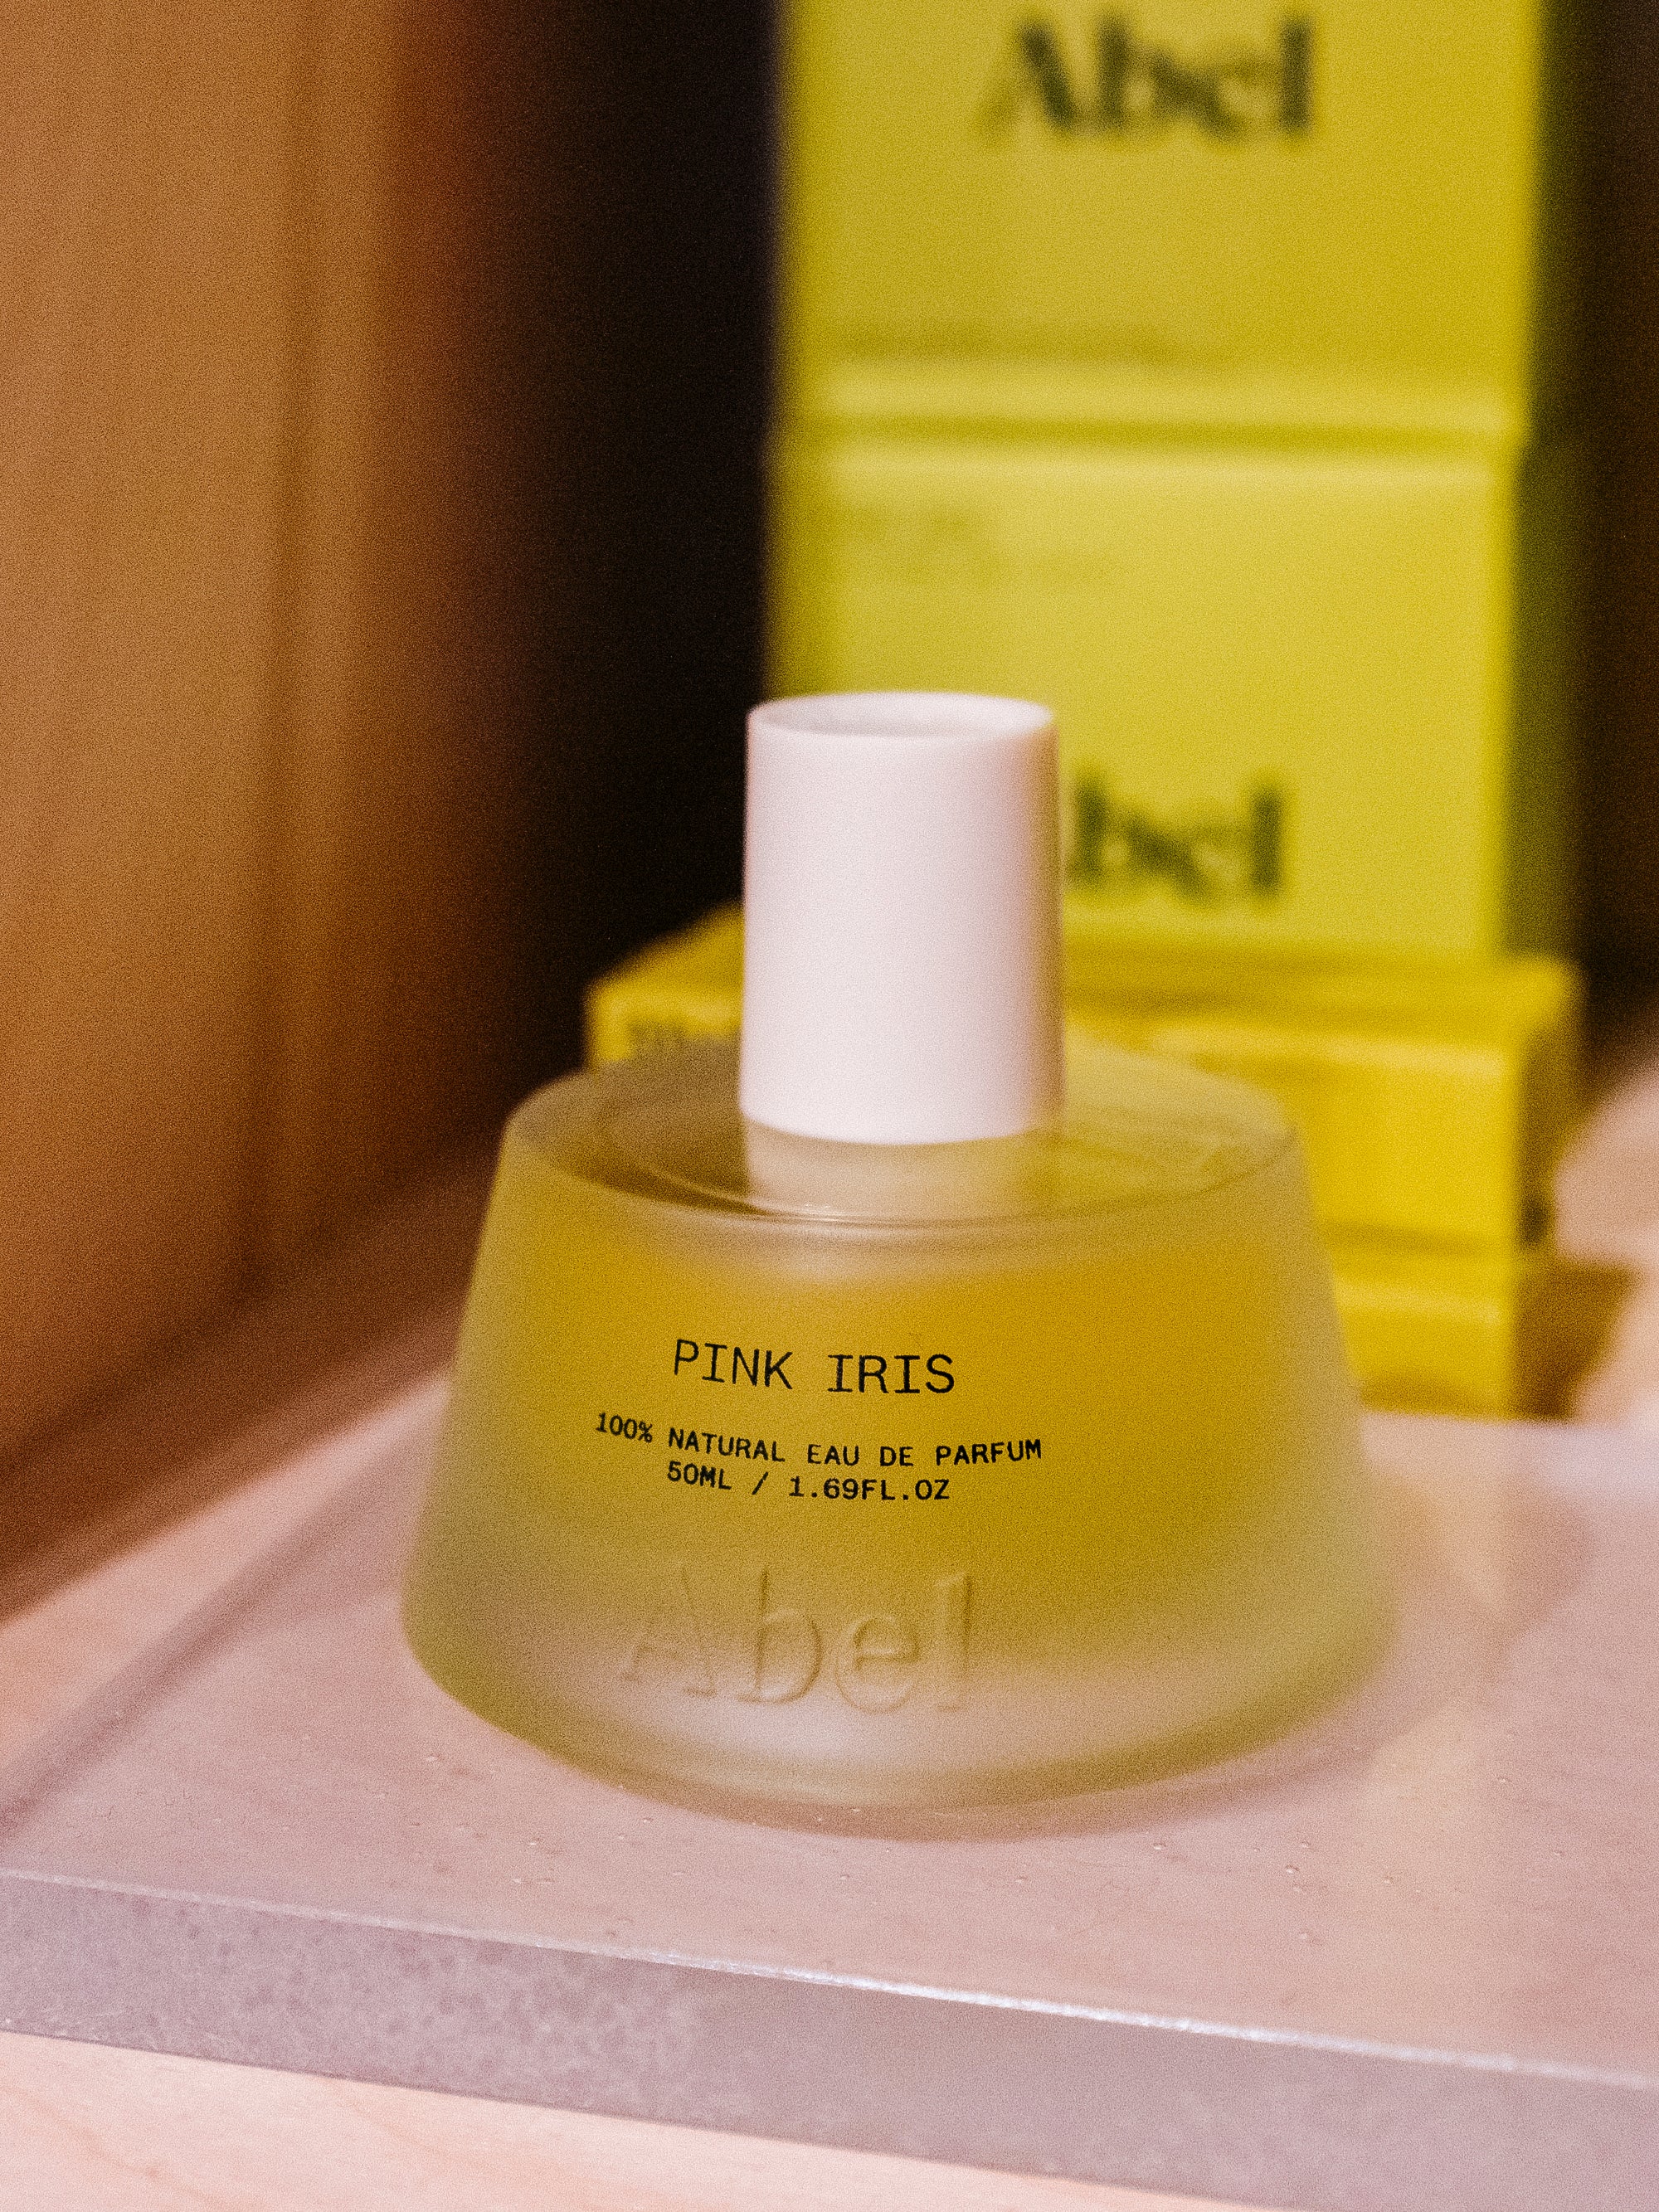 Abel
Abel
PINK IRIS
100% NATURAL EAU DE PARFUM
50ML / 1.69FL.OZ
Abel